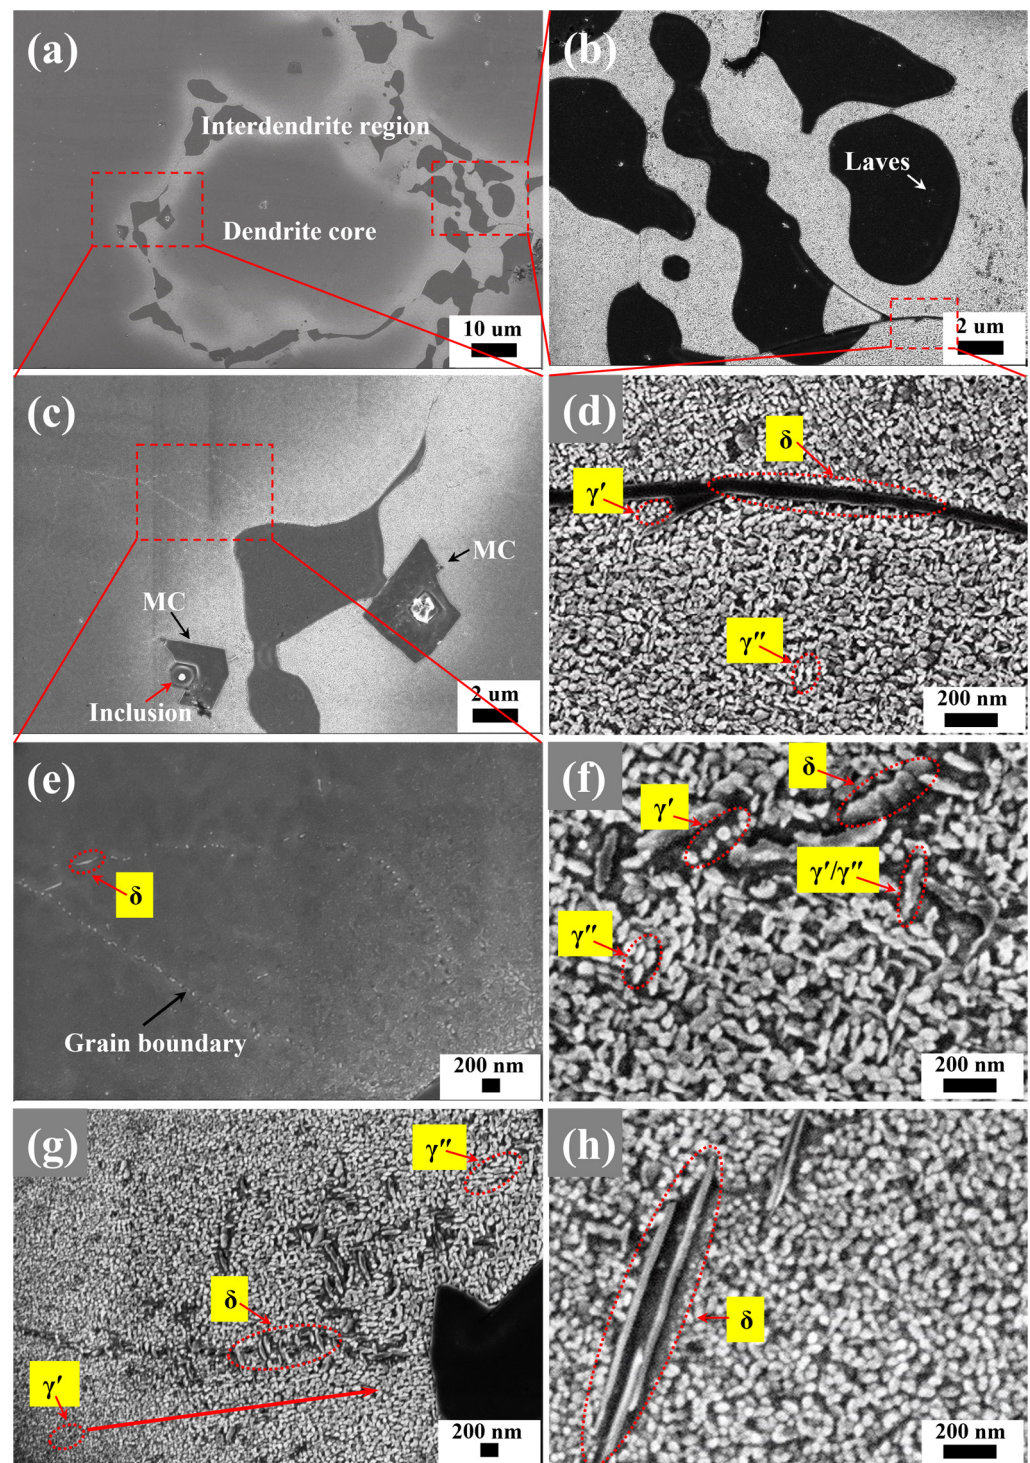 (a)
Interdendrite region
Dendrite core
10 um
(b)
Laves
2 um
(c)
MC
MC
Inclusion
2 um
(d)
δ
γ′
γ″
200 nm
(e)
δ
Grain boundary
200 nm
(f)
δ
γ′
γ′/γ″
γ″
200 nm
(g)
γ″
δ
γ′
200 nm
(h)
δ
200 nm